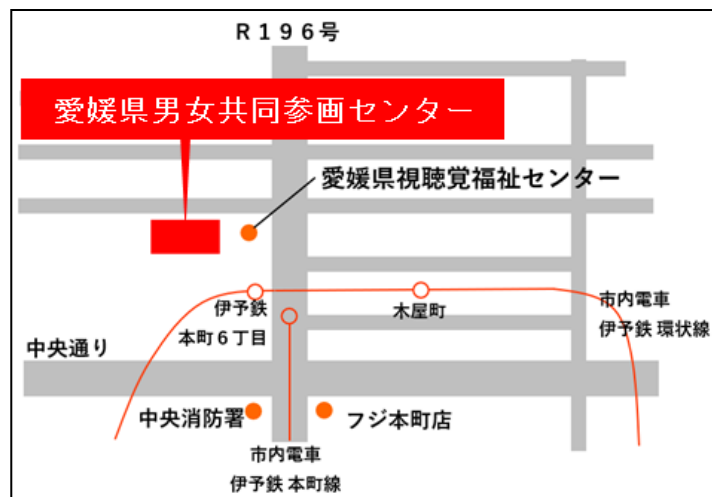 R196号
愛媛県男女共同参画センター
愛媛県視聴覚福祉センター
伊予鉄
本町6丁目
木屋町
市内電車
伊予鉄 環状線
中央通り
中央消防署
フジ本町店
市内電車
伊予鉄 本町線